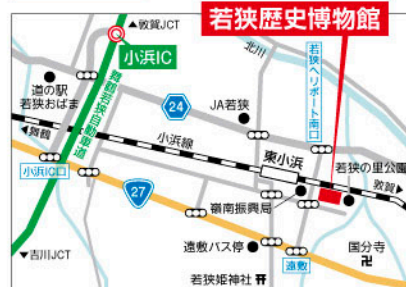 ▲敦賀JCT
若狭歴史博物館
小浜IC
北川
若狭ヘリポート南口
道の駅
若狭おばま
舞鶴若狭自動車道
24
JA若狭
◀舞鶴
小浜線
東小浜
若狭の里公園
敦賀▶
小浜IC口
27
嶺南振興局
遠敷バス停
遠敷
国分寺
卍
▼吉川JCT
若狭姫神社